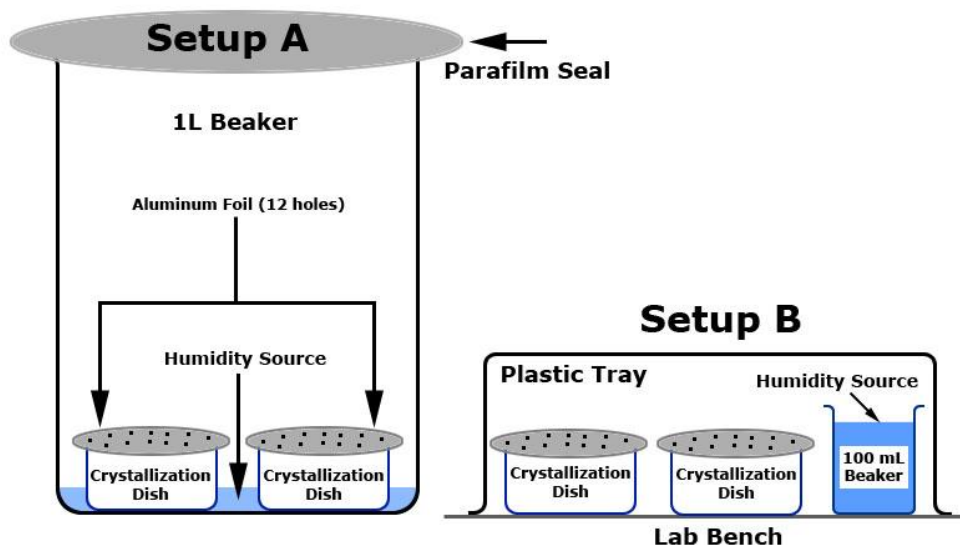 Setup A
Parafilm Seal
1L Beaker
Aluminum Foil (12 holes)
Humidity Source
Crystallization
Dish
Crystallization
Dish
Setup B
Plastic Tray
Humidity Source
Crystallization
Dish
Crystallization
Dish
100 mL
Beaker
Lab Bench